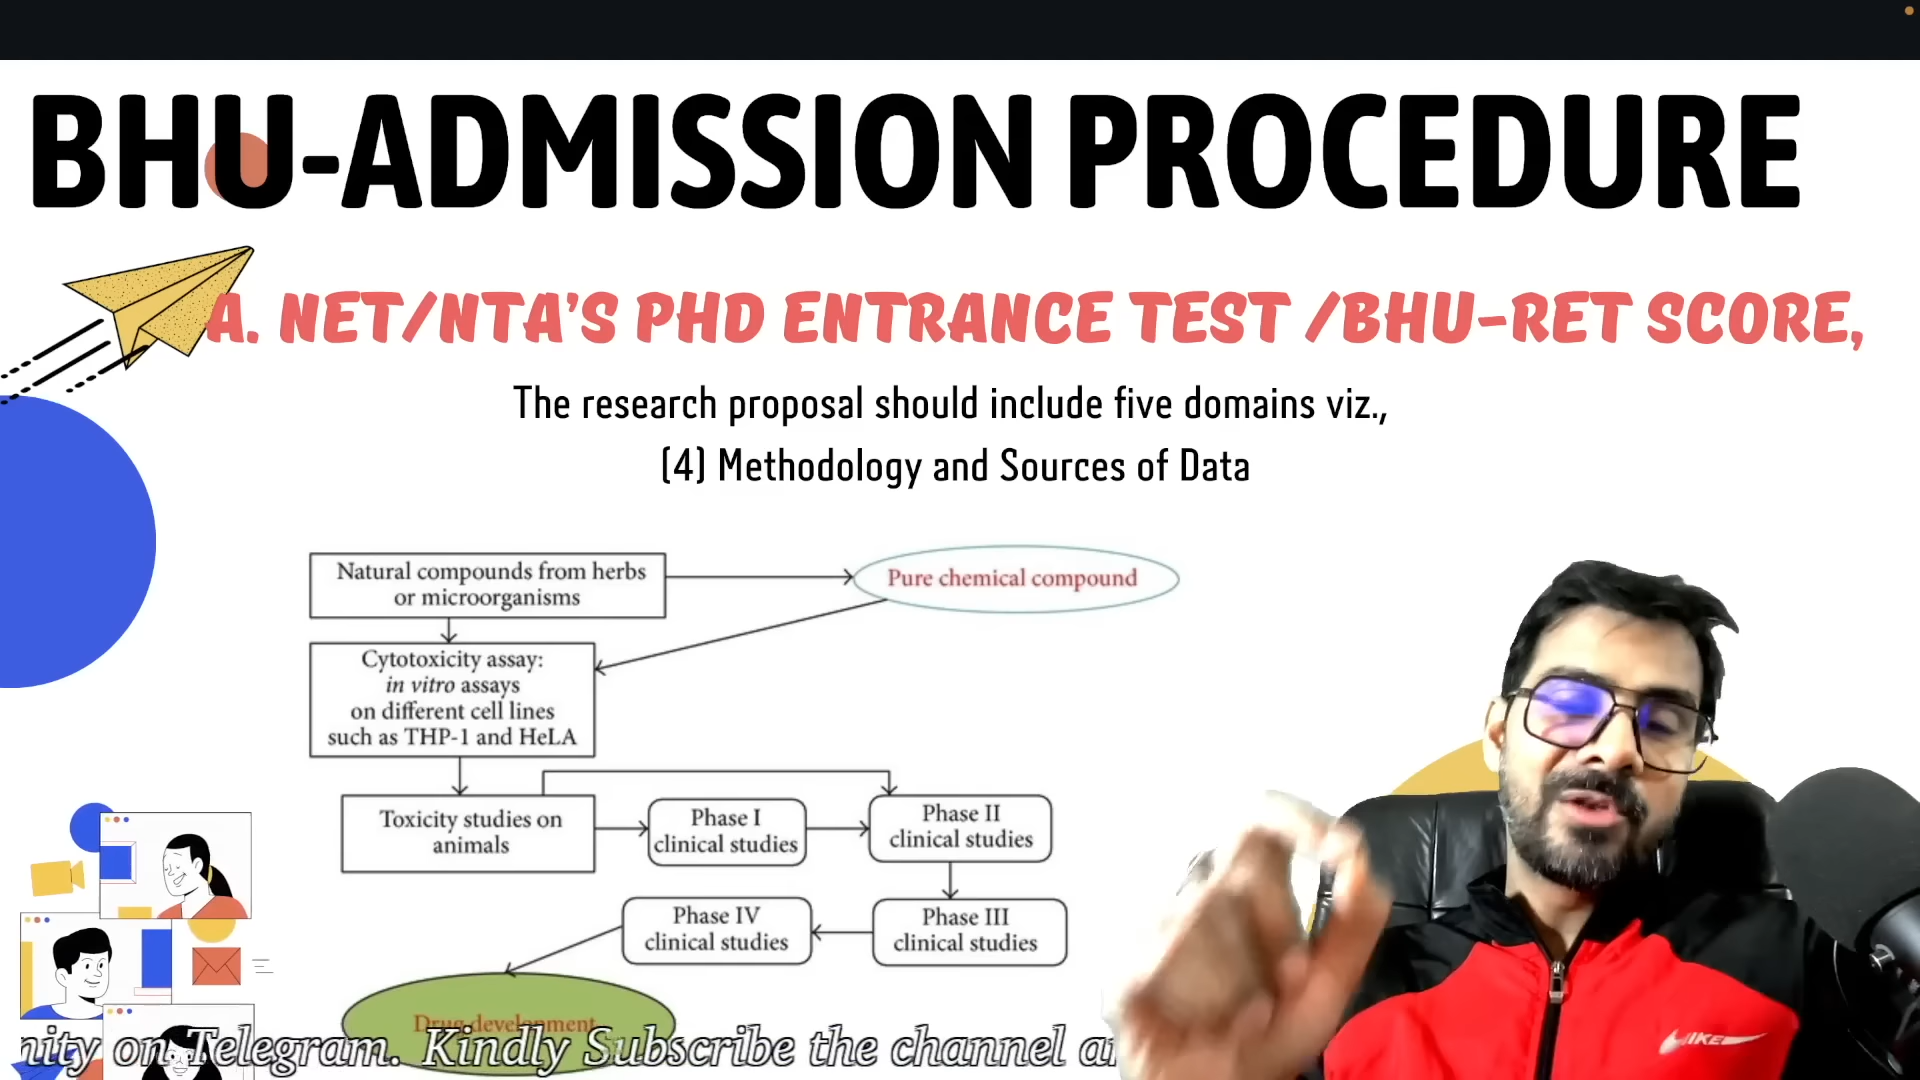 BHU-ADMISSION PROCEDURE
A. NET/NTA'S PHD ENTRANCE TEST /BHU-RET SCORE,
The research proposal should include five domains viz.,
(4) Methodology and Sources of Data
Natural compounds from herbs
or microorganisms
Pure chemical compound
Cytotoxicity assay:
in vitro assays
on different cell lines
such as THP-1 and HeLA
Toxicity studies on
animals
Phase I
clinical studies
Phase II
clinical studies
Phase IV
clinical studies
Phase III
clinical studies
Drug development
on Telegram. Kindly Subscribe the channel
NIKE